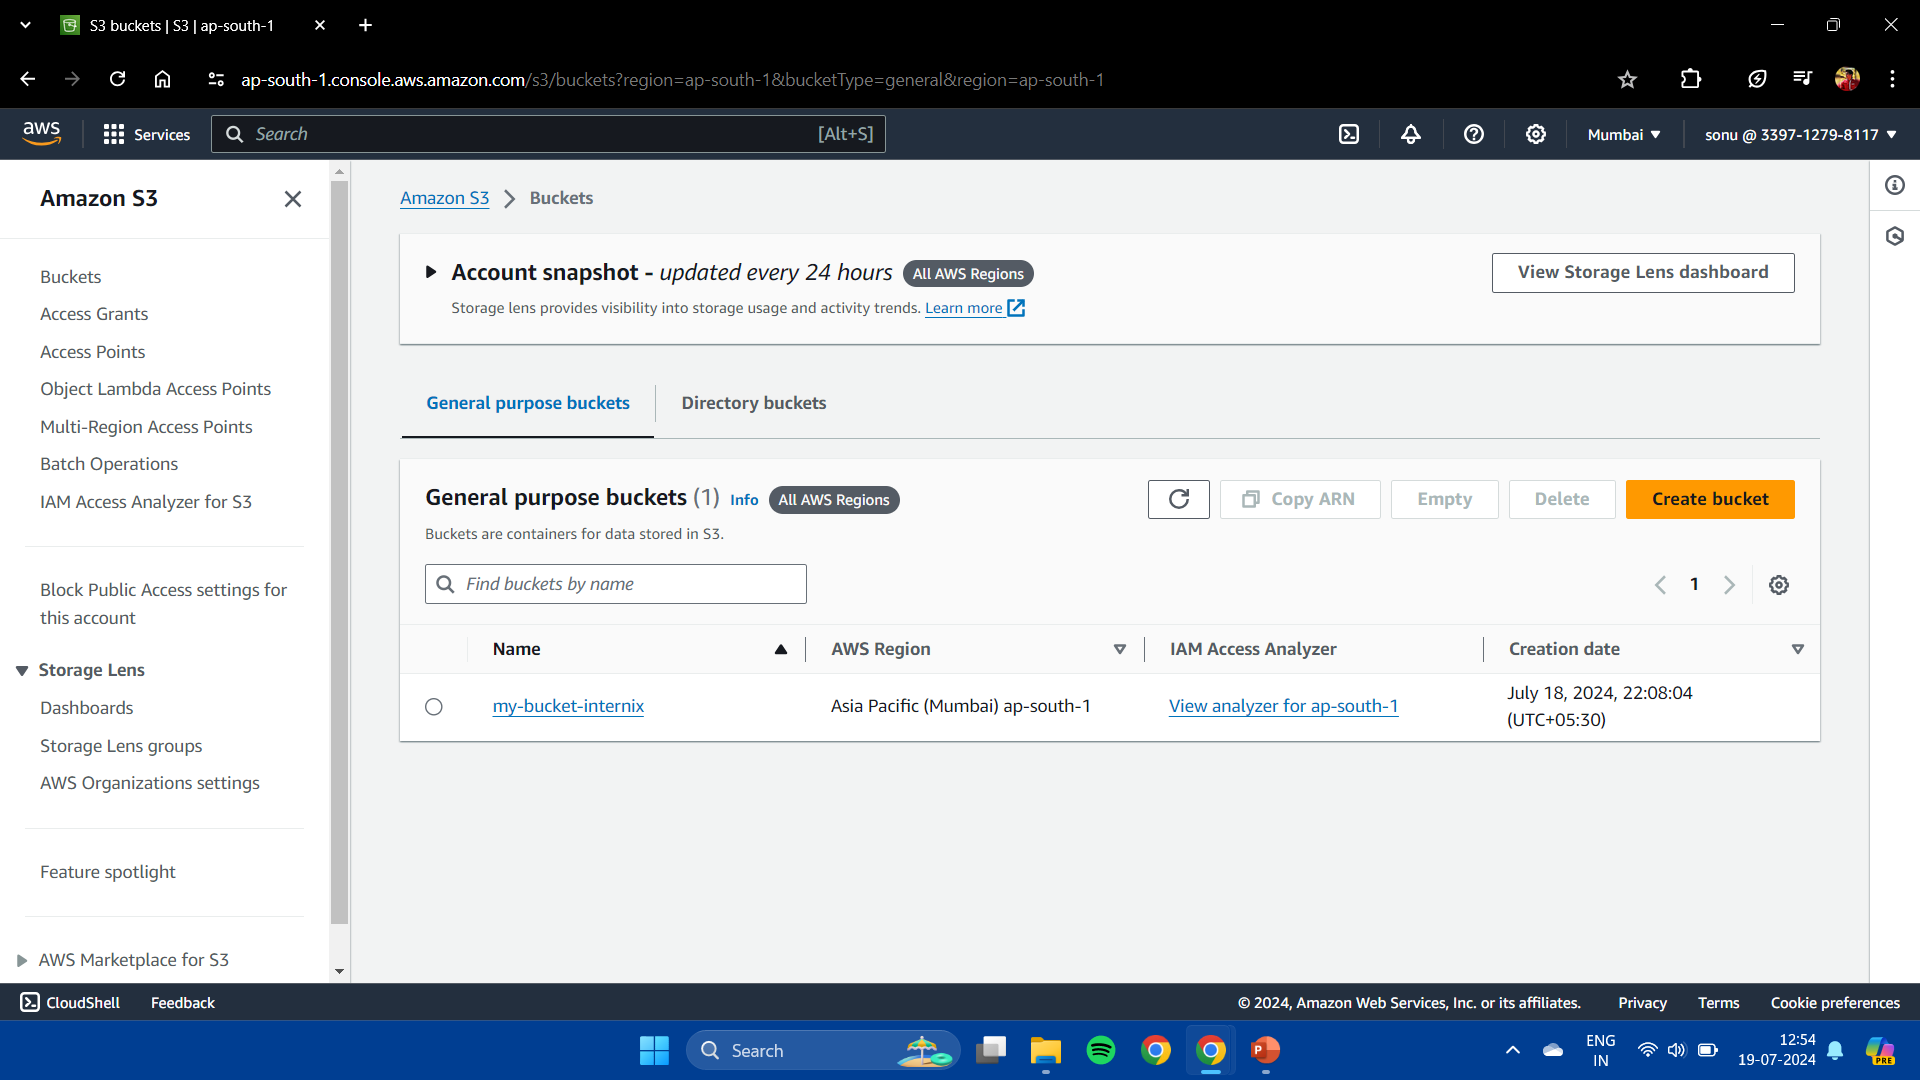 S3 buckets | S3 | ap-south-1
ap-south-1.console.aws.amazon.com/s3/buckets?region=ap-south-1&bucketType=general&region=ap-south-1
aws
Services
Search
[Alt+S]
Mumbai
sonu @ 3397-1279-8117
Amazon S3
Buckets
Access Grants
Access Points
Object Lambda Access Points
Multi-Region Access Points
Batch Operations
IAM Access Analyzer for S3
Block Public Access settings for
this account
Storage Lens
Dashboards
Storage Lens groups
AWS Organizations settings
Feature spotlight
AWS Marketplace for S3
Amazon S3 > Buckets
Account snapshot - updated every 24 hours All AWS Regions
Storage lens provides visibility into storage usage and activity trends. Learn more
View Storage Lens dashboard
General purpose buckets
Directory buckets
General purpose buckets (1) Info All AWS Regions
Buckets are containers for data stored in S3.
Copy ARN
Empty
Delete
Create bucket
Find buckets by name
1
Name AWS Region IAM Access Analyzer Creation date
my-bucket-internix Asia Pacific (Mumbai) ap-south-1 View analyzer for ap-south-1 July 18, 2024, 22:08:04
(UTC+05:30)
CloudShell Feedback © 2024, Amazon Web Services, Inc. or its affiliates. Privacy Terms Cookie preferences
Search
P
ENG
IN
12:54
19-07-2024
PRE